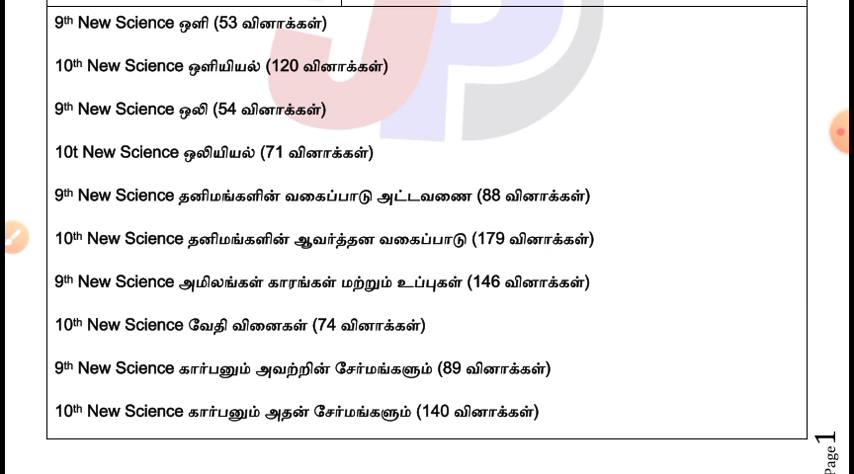 9th New Science ஒளி (53 வினாக்கள்)
10th New Science ஒளியியல் (120 வினாக்கள்)
9th New Science ஒலி (54 வினாக்கள்)
10t New Science ஒலியியல் (71 வினாக்கள்)
9th New Science தனிமங்களின் வகைப்பாடு அட்டவணை (88 வினாக்கள்)
10th New Science தனிமங்களின் ஆவர்த்தன வகைப்பாடு (179 வினாக்கள்)
9th New Science அமிலங்கள் காரங்கள் மற்றும் உப்புகள் (146 வினாக்கள்)
10th New Science வேதி வினைகள் (74 வினாக்கள்)
9th New Science கார்பனும் அவற்றின் சேர்மங்களும் (89 வினாக்கள்)
10th New Science கார்பனும் அதன் சேர்மங்களும் (140 வினாக்கள்)
Page 1